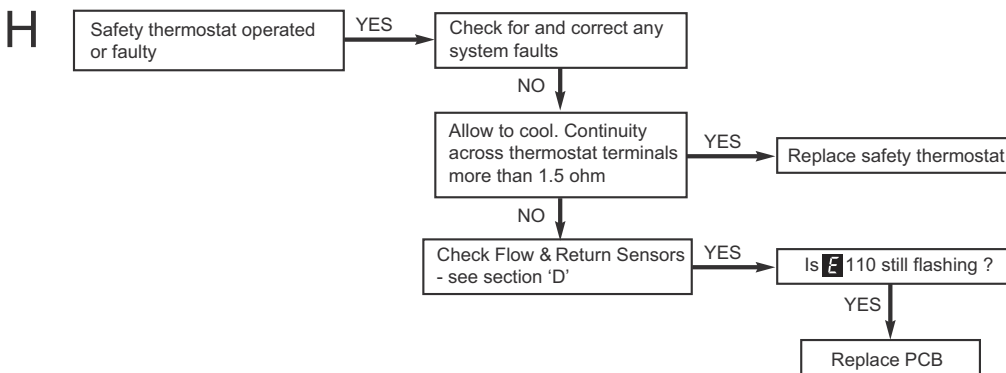 H
Safety thermostat operated
or faulty
YES
Check for and correct any
system faults
NO
Allow to cool. Continuity
across thermostat terminals
more than 1.5 ohm
YES
Replace safety thermostat
NO
Check Flow & Return Sensors
- see section ‘D’
YES
Is E 110 still flashing ?
YES
Replace PCB